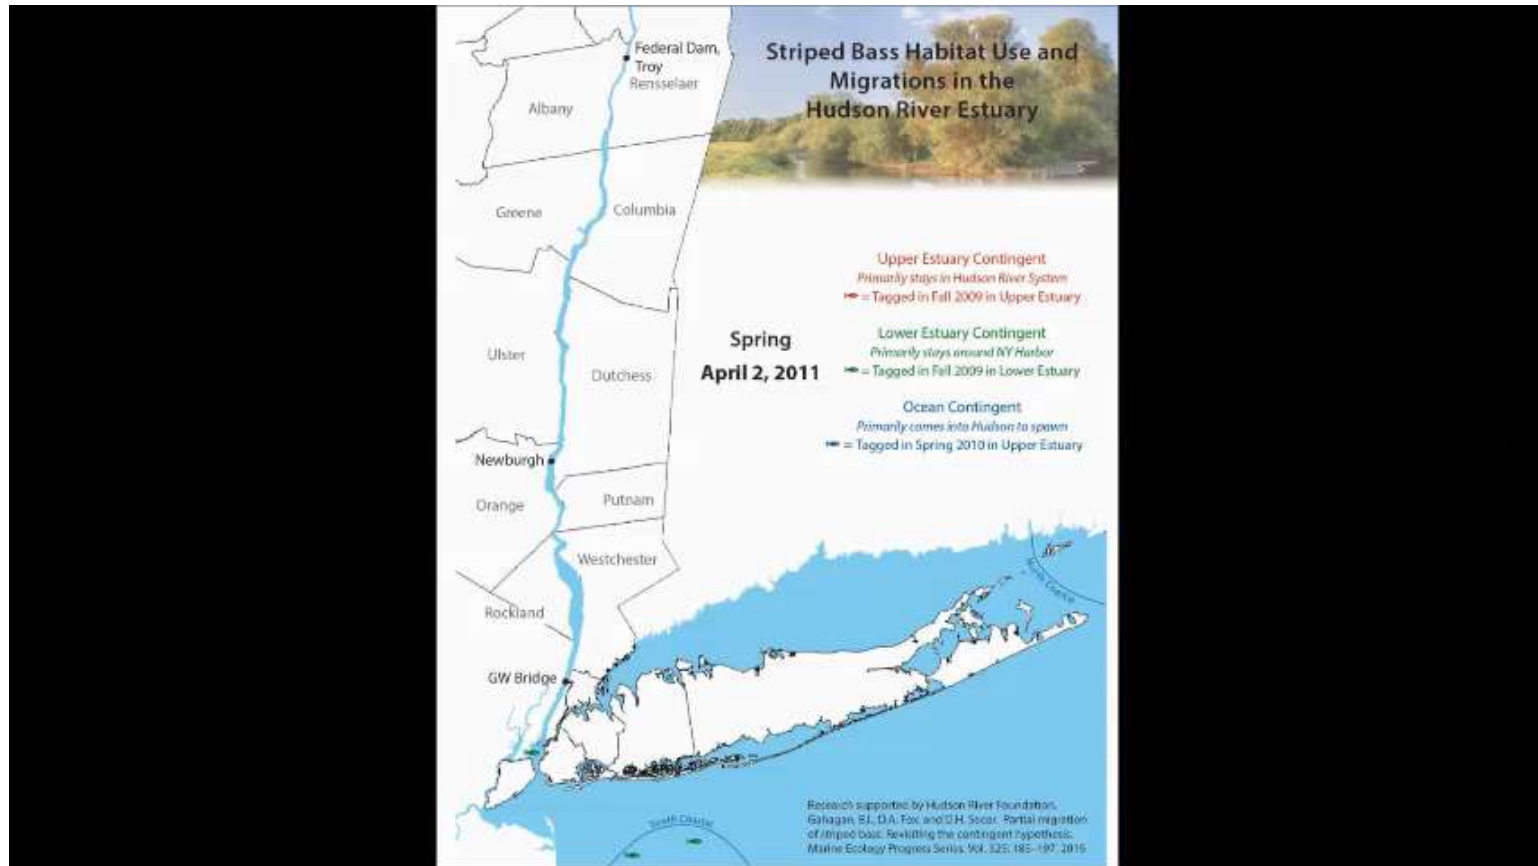 Striped Bass Habitat Use and
Migrations in the
Hudson River Estuary
Federal Dam,
Troy
Rensselaer
Albany
Greene
Columbia
Upper Estuary Contingent
Primarily stays in Hudson River System
= Tagged in Fall 2009 in Upper Estuary
Spring
April 2, 2011
Lower Estuary Contingent
Primarily stays around NY Harbor
= Tagged in Fall 2009 in Lower Estuary
Ulster
Dutchess
Ocean Contingent
Primarily comes into Hudson to spawn
= Tagged in Spring 2010 in Upper Estuary
Newburgh
Orange
Putnam
Westchester
Rockland
GW Bridge
North Coastal
South Coastal
Research supported by Hudson River Foundation.
Gahagan, B.I., D.A. Fox, and D.H. Secor. Partial migration
of striped bass: Revisiting the contingent hypothesis.
Marine Ecology Progress Series. Vol. 525: 185-197. 2015